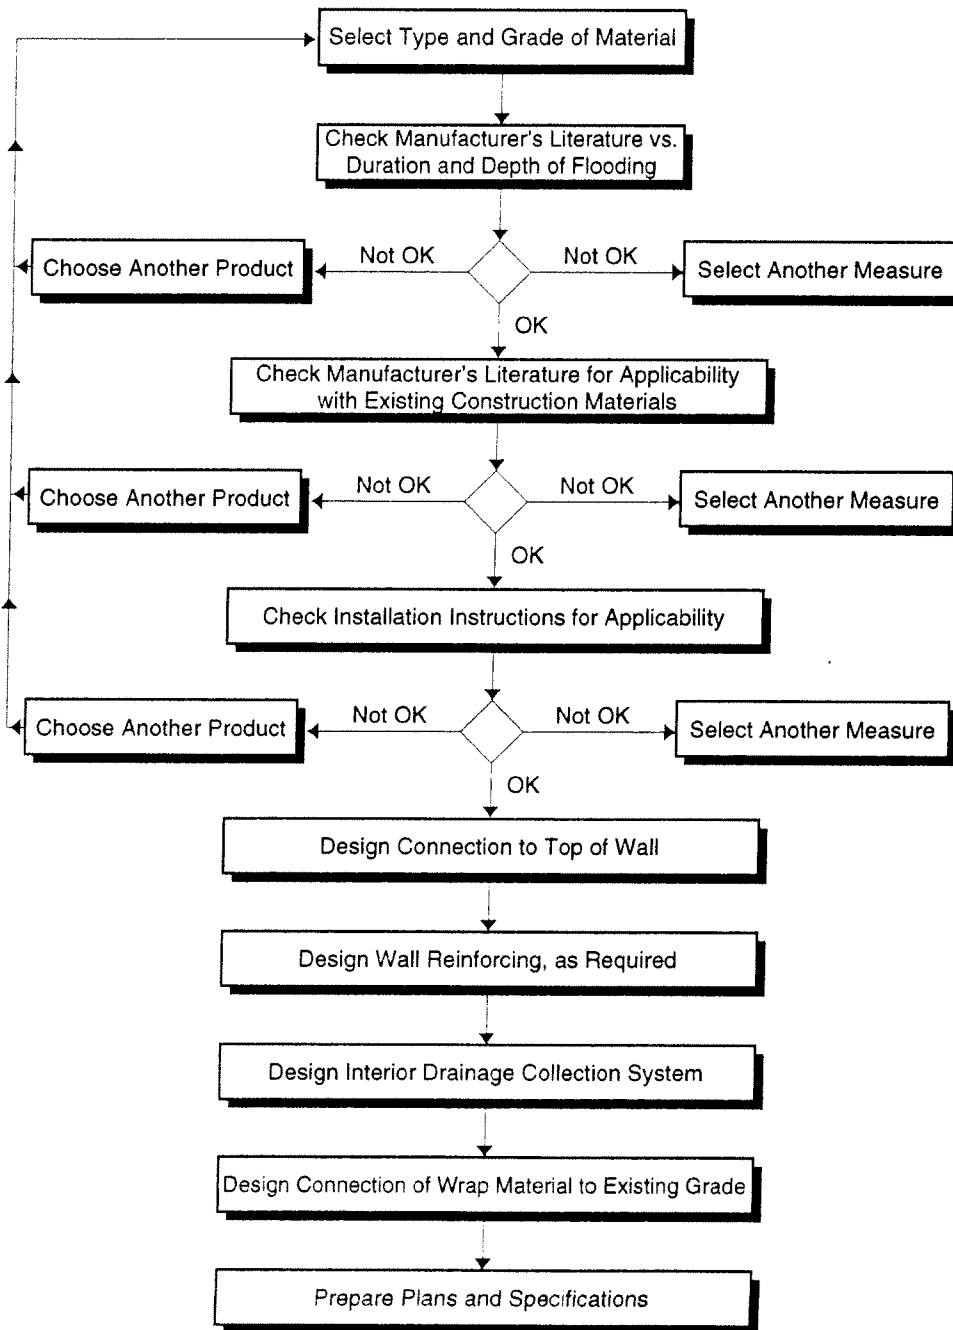 Select Type and Grade of Material
Check Manufacturer's Literature vs.
Duration and Depth of Flooding
Choose Another Product
Not OK
Not OK
Select Another Measure
OK
Check Manufacturer's Literature for Applicability
with Existing Construction Materials
Choose Another Product
Not OK
Not OK
Select Another Measure
OK
Check Installation Instructions for Applicability
Choose Another Product
Not OK
Not OK
Select Another Measure
OK
Design Connection to Top of Wall
Design Wall Reinforcing, as Required
Design Interior Drainage Collection System
Design Connection of Wrap Material to Existing Grade
Prepare Plans and Specifications